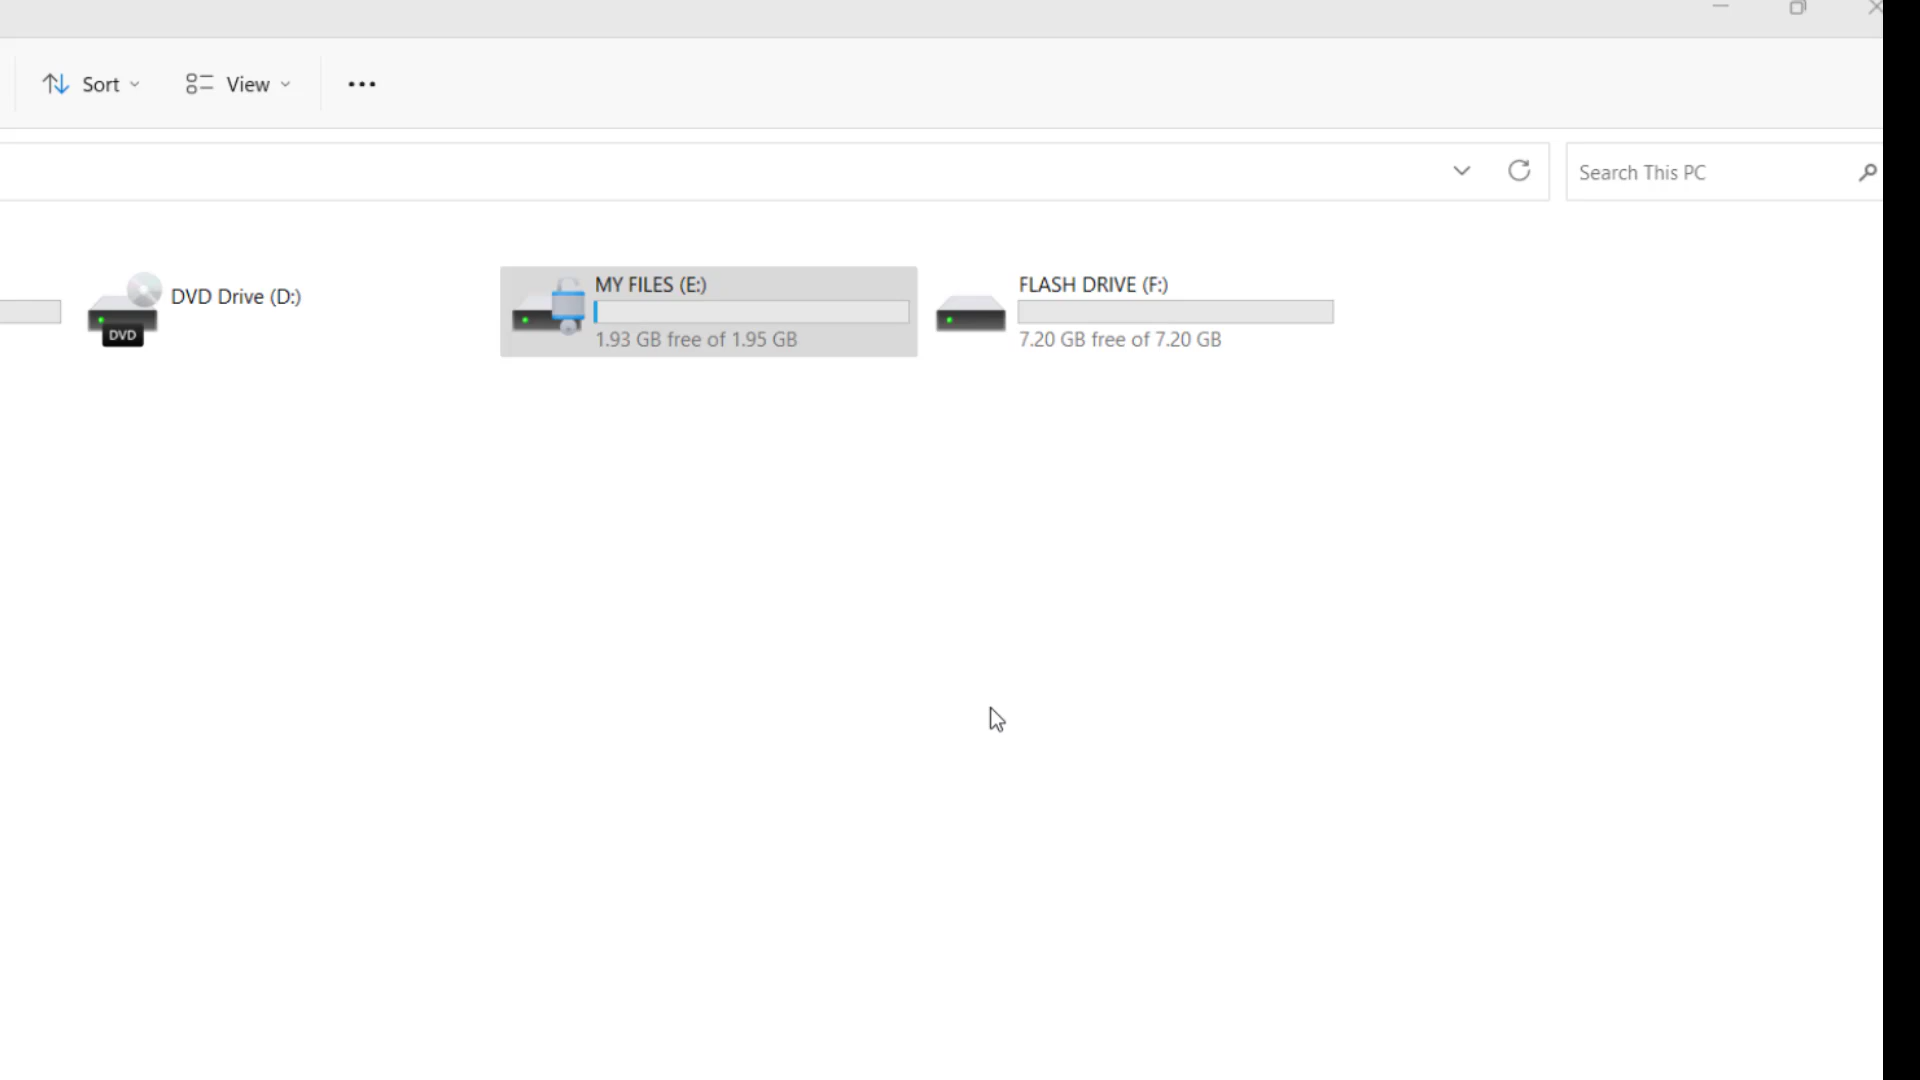 Sort
View
Search This PC
DVD Drive (D:)
DVD
MY FILES (E:)
1.93 GB free of 1.95 GB
FLASH DRIVE (F:)
7.20 GB free of 7.20 GB